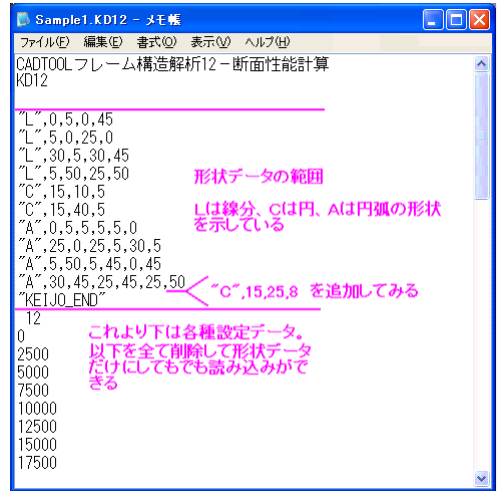 Sample1.KD12 - メモ帳
ファイル(F) 編集(E) 書式(O) 表示(V) ヘルプ(H)
CADTOOLフレーム構造解析12－断面性能計算
KD12
"L",0,5,0,45
"L",5,0,25,0
"L",30,5,30,45
"L",5,50,25,50
"C",15,10,5
"C",15,40,5
"A",0,5,5,5,5,0
"A",25,0,25,5,30,5
"A",5,50,5,45,0,45
"A",30,45,25,45,25,50
"KEIJO_END"
形状データの範囲
Lは線分、Cは円、Aは円弧の形状
を示している
"C",15,25,8 を追加してみる
12
0
2500
5000
7500
10000
12500
15000
17500
これより下は各種設定データ。
以下を全て削除して形状データ
だけにしてもでも読み込みがで
きる